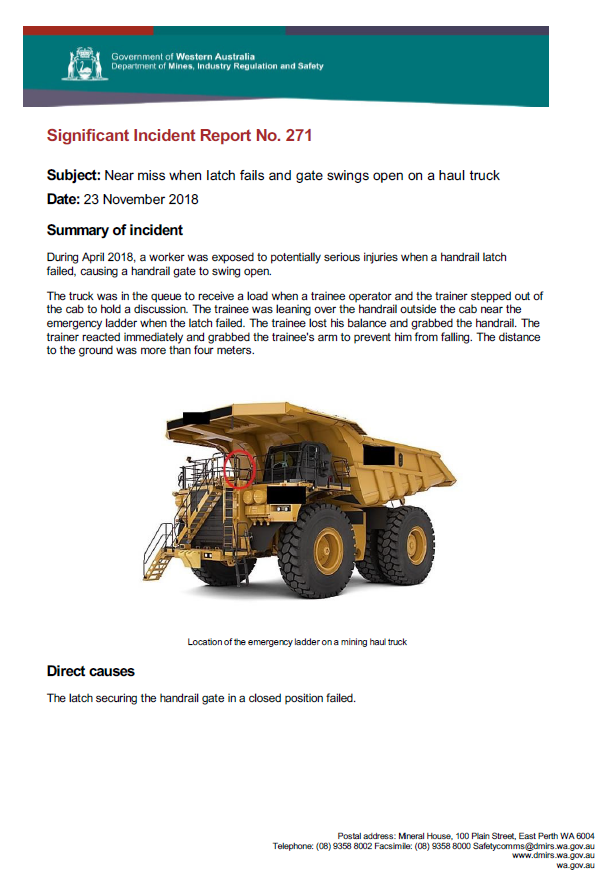 Government of Western Australia
Department of Mines, Industry Regulation and Safety
Significant Incident Report No. 271
Subject: Near miss when latch fails and gate swings open on a haul truck
Date: 23 November 2018
Summary of incident
During April 2018, a worker was exposed to potentially serious injuries when a handrail latch
failed, causing a handrail gate to swing open.
The truck was in the queue to receive a load when a trainee operator and the trainer stepped out of
the cab to hold a discussion. The trainee was leaning over the handrail outside the cab near the
emergency ladder when the latch failed. The trainee lost his balance and grabbed the handrail. The
trainer reacted immediately and grabbed the trainee's arm to prevent him from falling. The distance
to the ground was more than four meters.
Location of the emergency ladder on a mining haul truck
Direct causes
The latch securing the handrail gate in a closed position failed.
Postal address: Mineral House, 100 Plain Street, East Perth WA 6004
Telephone: (08) 9358 8002 Facsimile: (08) 9358 8000 Safetycomms@dmirs.wa.gov.au
www.dmirs.wa.gov.au
wa.gov.au